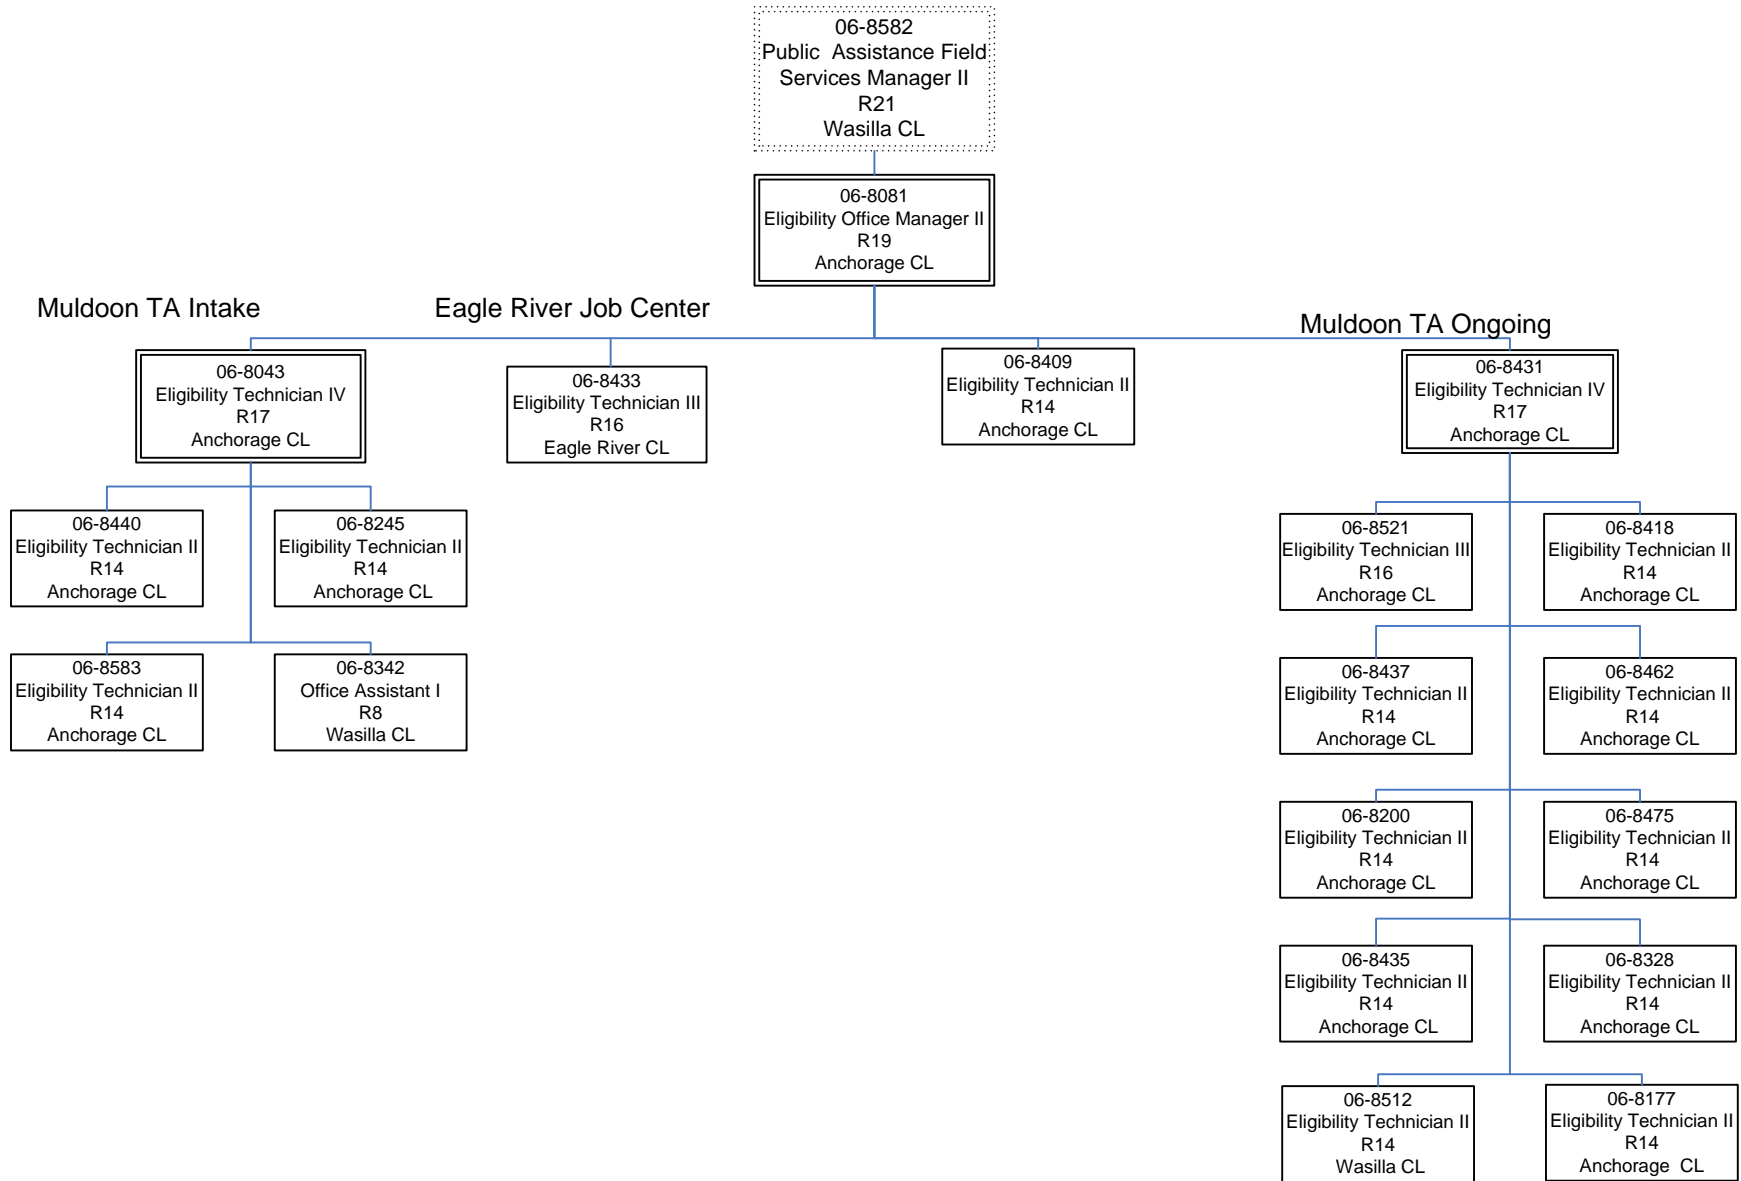 06-8582
Public Assistance Field
Services Manager II
R21
Wasilla CL
06-8081
Eligibility Office Manager II
R19
Anchorage CL
Muldoon TA Intake
Eagle River Job Center
Muldoon TA Ongoing
06-8043
Eligibility Technician IV
R17
Anchorage CL
06-8433
Eligibility Technician III
R16
Eagle River CL
06-8409
Eligibility Technician II
R14
Anchorage CL
06-8431
Eligibility Technician IV
R17
Anchorage CL
06-8440
Eligibility Technician II
R14
Anchorage CL
06-8245
Eligibility Technician II
R14
Anchorage CL
06-8521
Eligibility Technician III
R16
Anchorage CL
06-8418
Eligibility Technician II
R14
Anchorage CL
06-8583
Eligibility Technician II
R14
Anchorage CL
06-8342
Office Assistant I
R8
Wasilla CL
06-8437
Eligibility Technician II
R14
Anchorage CL
06-8462
Eligibility Technician II
R14
Anchorage CL
06-8200
Eligibility Technician II
R14
Anchorage CL
06-8475
Eligibility Technician II
R14
Anchorage CL
06-8435
Eligibility Technician II
R14
Anchorage CL
06-8328
Eligibility Technician II
R14
Anchorage CL
06-8512
Eligibility Technician II
R14
Wasilla CL
06-8177
Eligibility Technician II
R14
Anchorage CL